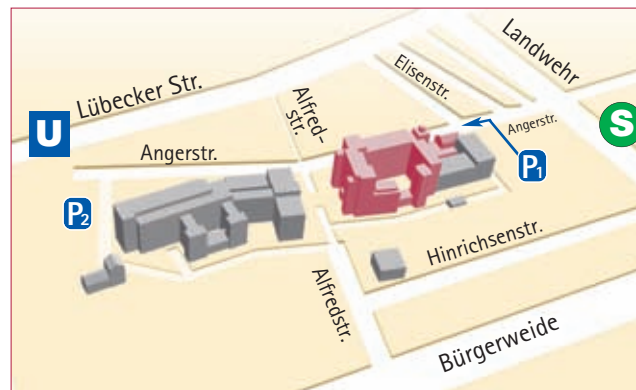 Lübecker Str.
Alfred-
str.
Elisenstr.
Landwehr
U
Angerstr.
Angerstr.
S
P1
P2
Hinrichsenstr.
Alfredstr.
Bürgerweide